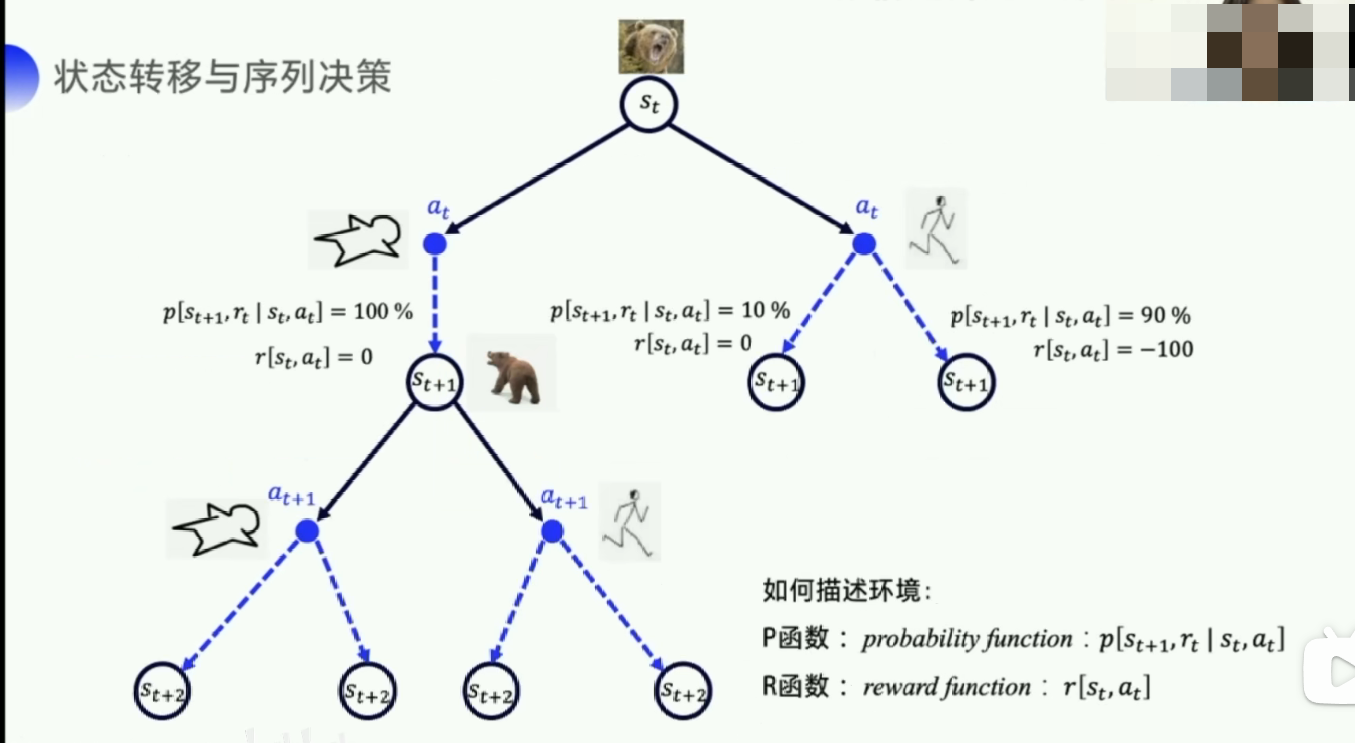 状态转移与序列决策
s_t
a_t
a_t
p[s_{t+1}, r_t | s_t, a_t] = 100 %
r[s_t, a_t] = 0
p[s_{t+1}, r_t | s_t, a_t] = 10 %
r[s_t, a_t] = 0
p[s_{t+1}, r_t | s_t, a_t] = 90 %
r[s_t, a_t] = −100
s_{t+1}
s_{t+1}
s_{t+1}
a_{t+1}
a_{t+1}
如何描述环境:
P函数： probability function : p[s_{t+1}, r_t | s_t, a_t]
R函数： reward function : r[s_t, a_t]
s_{t+2}
s_{t+2}
s_{t+2}
s_{t+2}